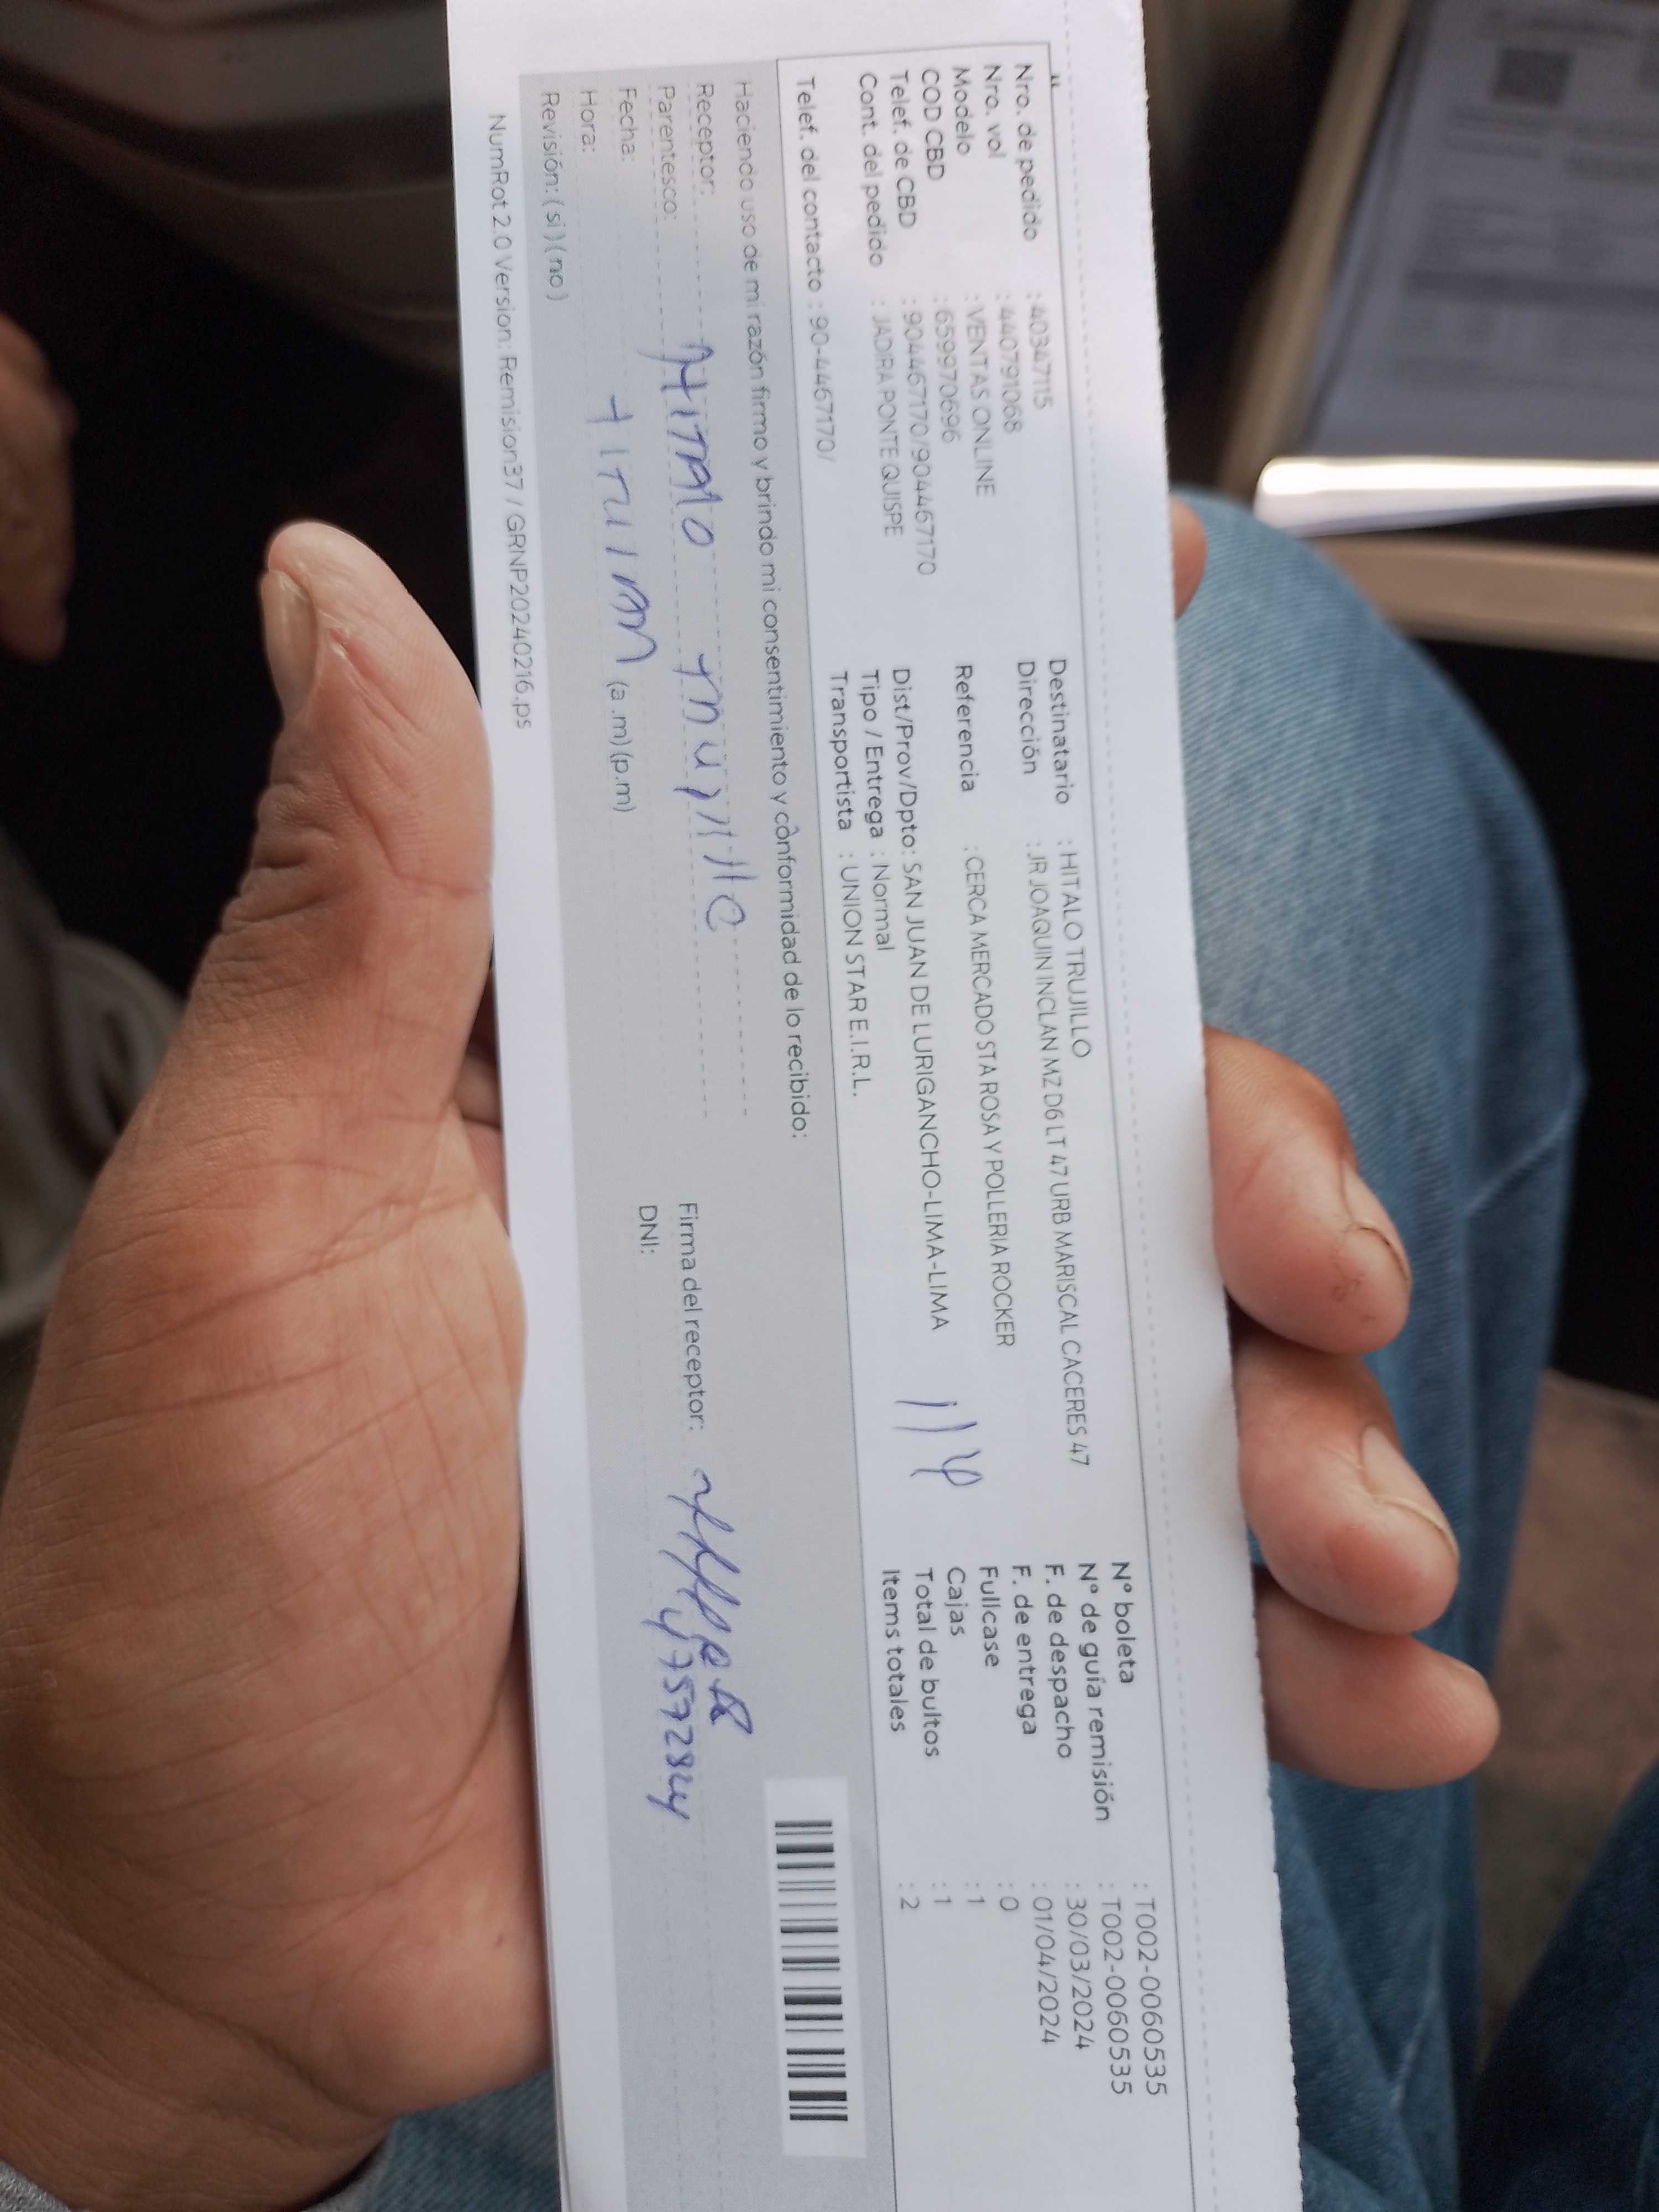 Nro. de pedido : 40347115
Nro. vol : 440791068
Modelo : VENTAS ONLINE
COD CBD : 6599970696
Telef. de CBD : 904467170/904467170
Cont. del pedido : JADIRA PONTE QUISPE
Telef. del contacto : 90-4467170/
Destinatario : HITALO TRUJILLO
Dirección : JR JOAQUIN INCLAN MZ D6 LT 47 URB MARISCAL CACERES 47
Referencia : CERCA MERCADO STA ROSA Y POLLERIA ROCKER
Dist/Prov/Dpto: SAN JUAN DE LURIGANCHO-LIMA-LIMA
Tipo / Entrega : Normal
Transportista : UNION STAR E.I.R.L.
N° boleta : T002-0060535
N° de guía remisión : T002-0060535
F. de despacho : 30/03/2024
F. de entrega : 01/04/2024
Fullcase : 0
Cajas : 1
Total de bultos : 1
Items totales : 2
Haciendo uso de mi razón firmo y brindo mi consentimiento y conformidad de lo recibido:
Receptor:
Parentesco:
Fecha:
Hora: (a.m)(p.m)
Revisión: (si) (no)
Firma del receptor:
DNI:
NumRot 2.0 Version: Remision37 / GRNP20240216.ps